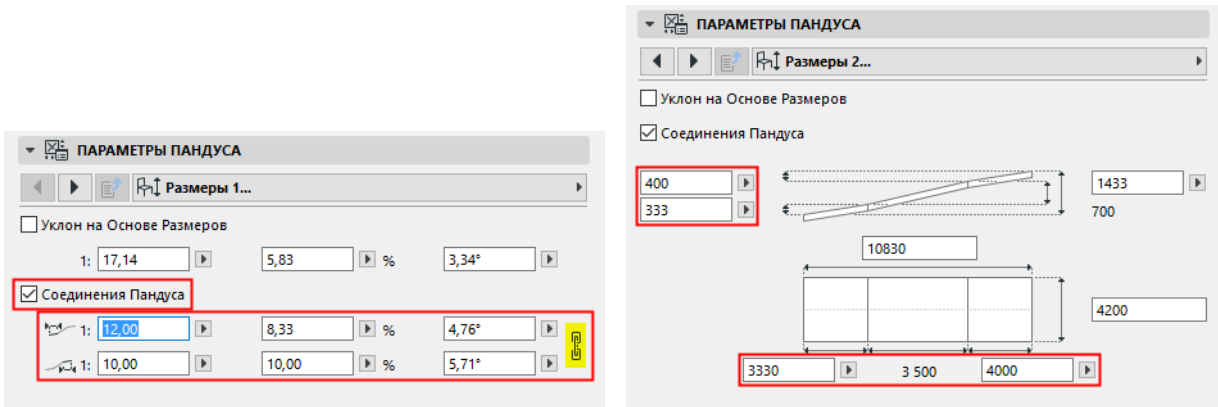 ПАРАМЕТРЫ ПАНДУСА
Размеры 1...
Уклон на Основе Размеров
1: 17,14 5,83 % 3,34°
Соединения Пандуса
1: 12,00 8,33 % 4,76°
1: 10,00 10,00 % 5,71°
ПАРАМЕТРЫ ПАНДУСА
Размеры 2...
Уклон на Основе Размеров
Соединения Пандуса
400 1433
333 700
10830
4200
3330 3 500 4000